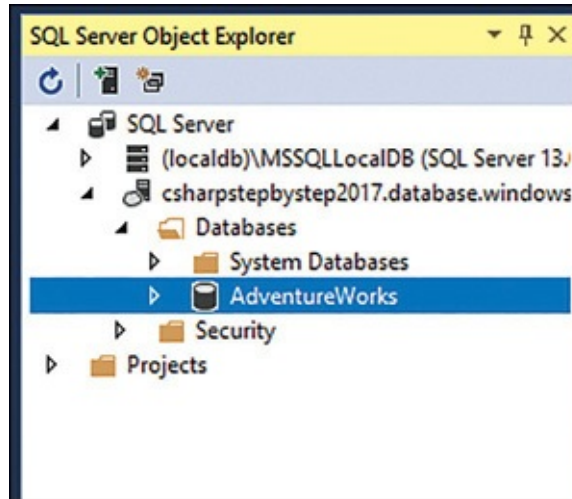 SQL Server Object Explorer
SQL Server
(localdb)\MSSQLLocalDB (SQL Server 13.
csharpstepbystep2017.database.windows
Databases
System Databases
AdventureWorks
Security
Projects